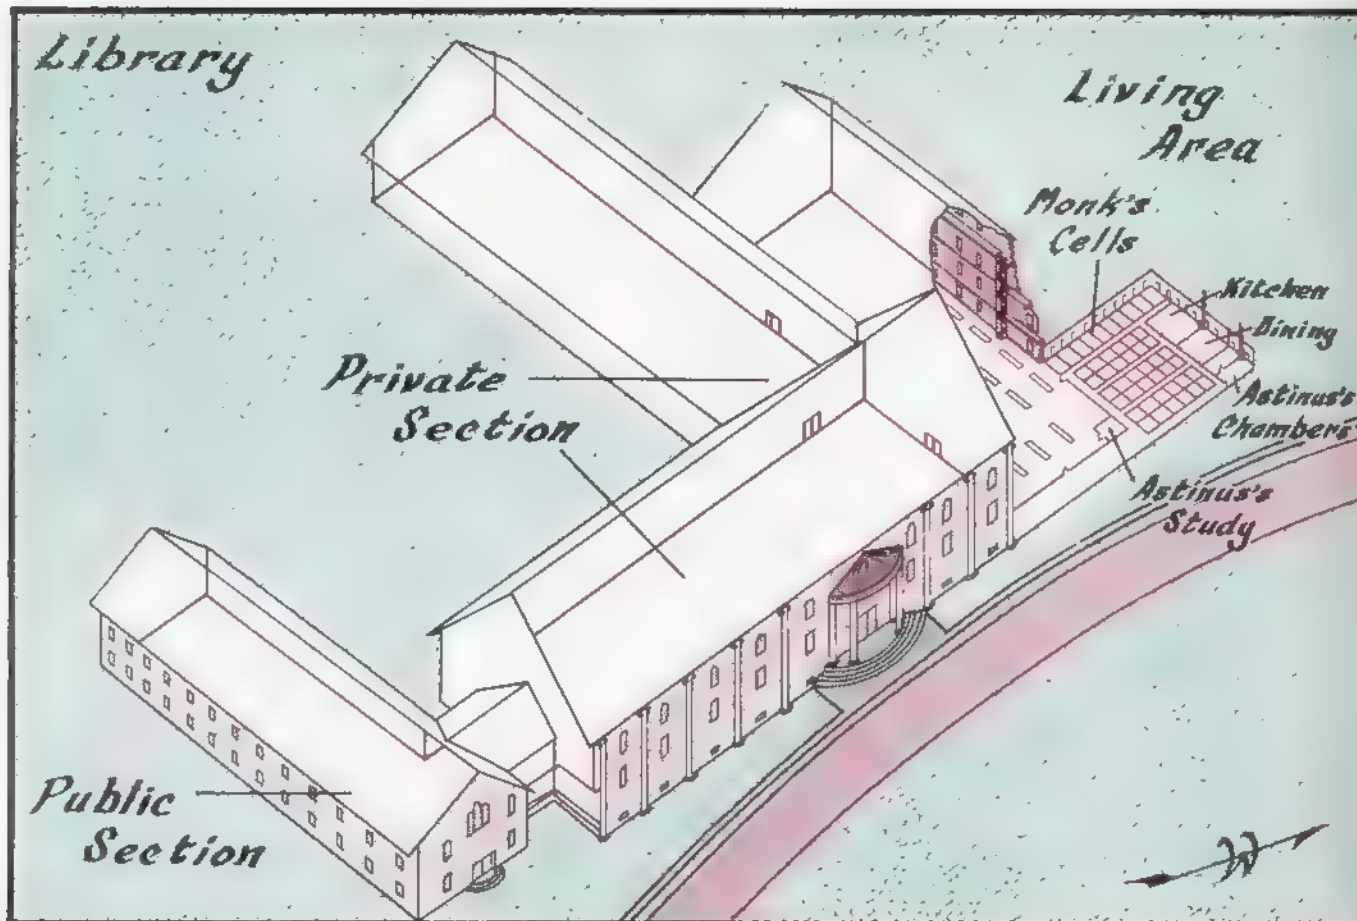 Library
Living
Area
Monk's
Cells
Kitchen
Dining
Private
Section
Astinus's
Chambers
Astinus's
Study
Public
Section
W